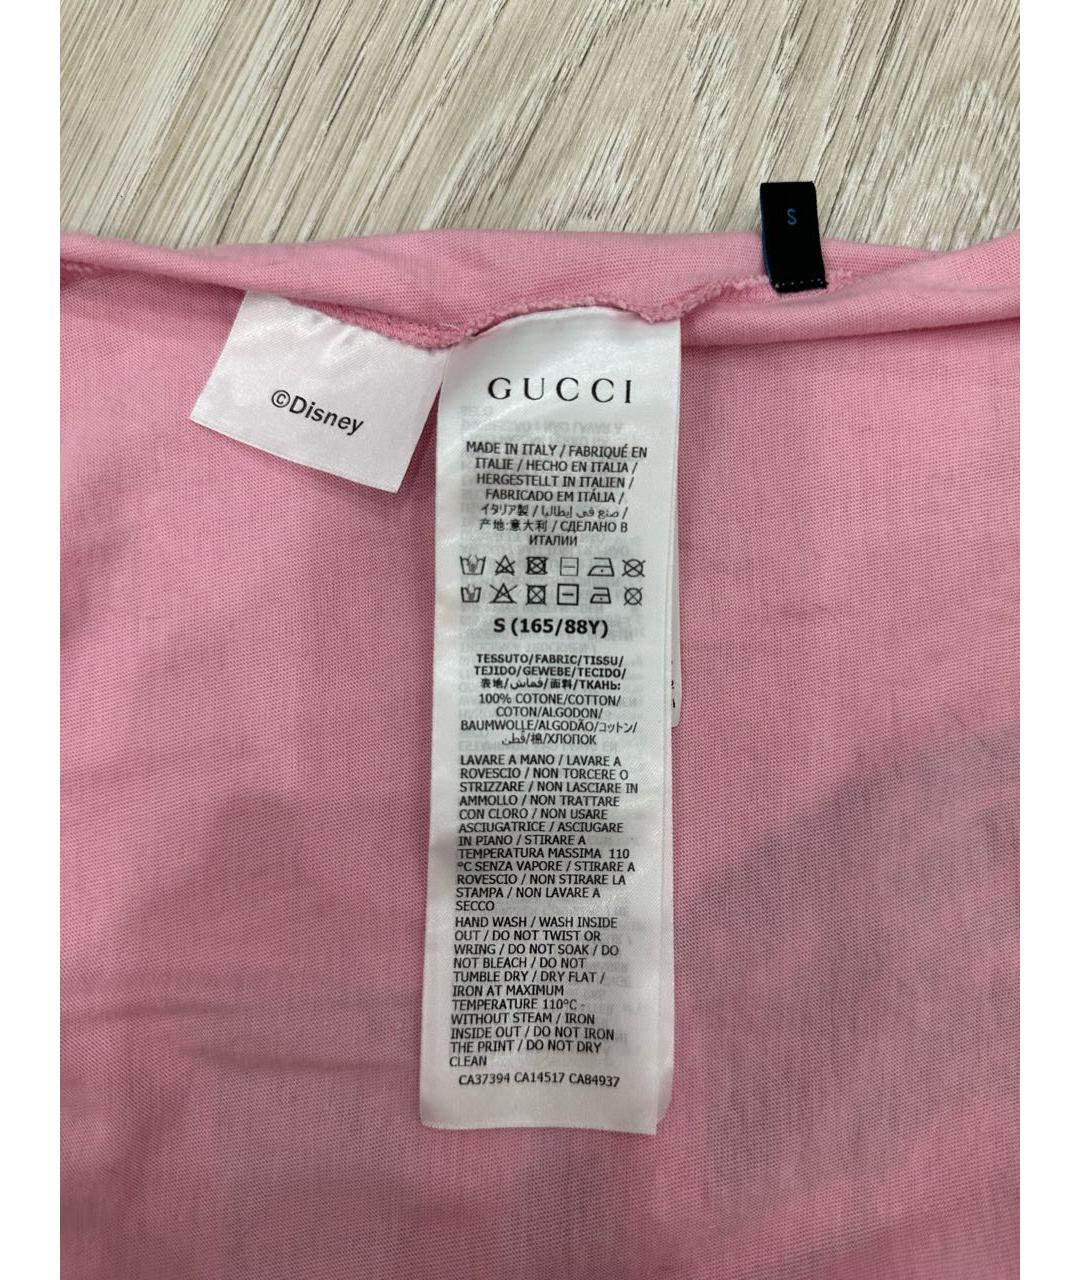 S
©Disney
GUCCI
MADE IN ITALY / FABRIQUÉ EN
ITALIE / HECHO EN ITALIA /
HERGESTELLT IN ITALIEN /
FABRICADO EM ITÁLIA /
イタリア製 / صنع في إيطاليا /
产地:意大利 / СДЕЛАНО В
ИТАЛИИ
S (165/88Y)
TESSUTO/FABRIC/TISSU/
TEJIDO/GEWEBE/TECIDO/
表地/قماش/面料/ТКАНЬ:
100% COTONE/COTTON/
COTON/ALGODON/
BAUMWOLLE/ALGODÃO/コットン/
قطن/棉/ХЛОПОК
LAVARE A MANO / LAVARE A
ROVESCIO / NON TORCERE O
STRIZZARE / NON LASCIARE IN
AMMOLLO / NON TRATTARE
CON CLORO / NON USARE
ASCIUGATRICE / ASCIUGARE
IN PIANO / STIRARE A
TEMPERATURA MASSIMA 110
°C SENZA VAPORE / STIRARE A
ROVESCIO / NON STIRARE LA
STAMPA / NON LAVARE A
SECCO
HAND WASH / WASH INSIDE
OUT / DO NOT TWIST OR
WRING / DO NOT SOAK / DO
NOT BLEACH / DO NOT
TUMBLE DRY / DRY FLAT /
IRON AT MAXIMUM
TEMPERATURE 110°C -
WITHOUT STEAM / IRON
INSIDE OUT / DO NOT IRON
THE PRINT / DO NOT DRY
CLEAN
CA37394 CA14517 CA84937